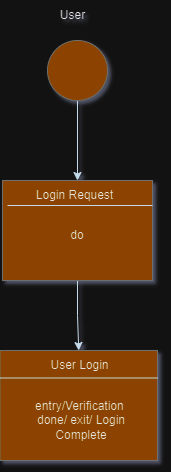 User
Login Request
do
User Login
entry/Verification
done/ exit/ Login
Complete